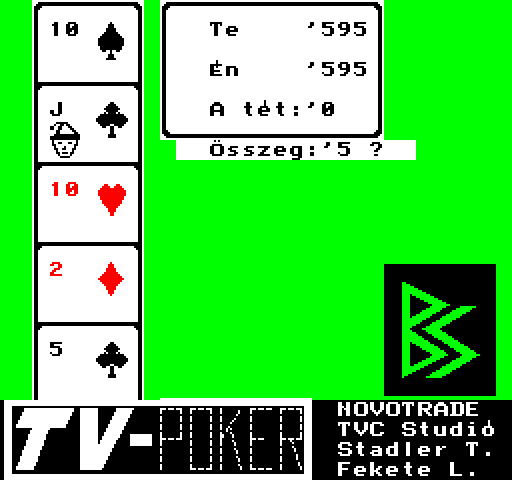 10
J
10
2
5
Te '595
Én '595
A tét:'0
Összeg:'5 ?
BS
TV-POKER
NOVOTRADE
TVC Studió
Stadler T.
Fekete L.